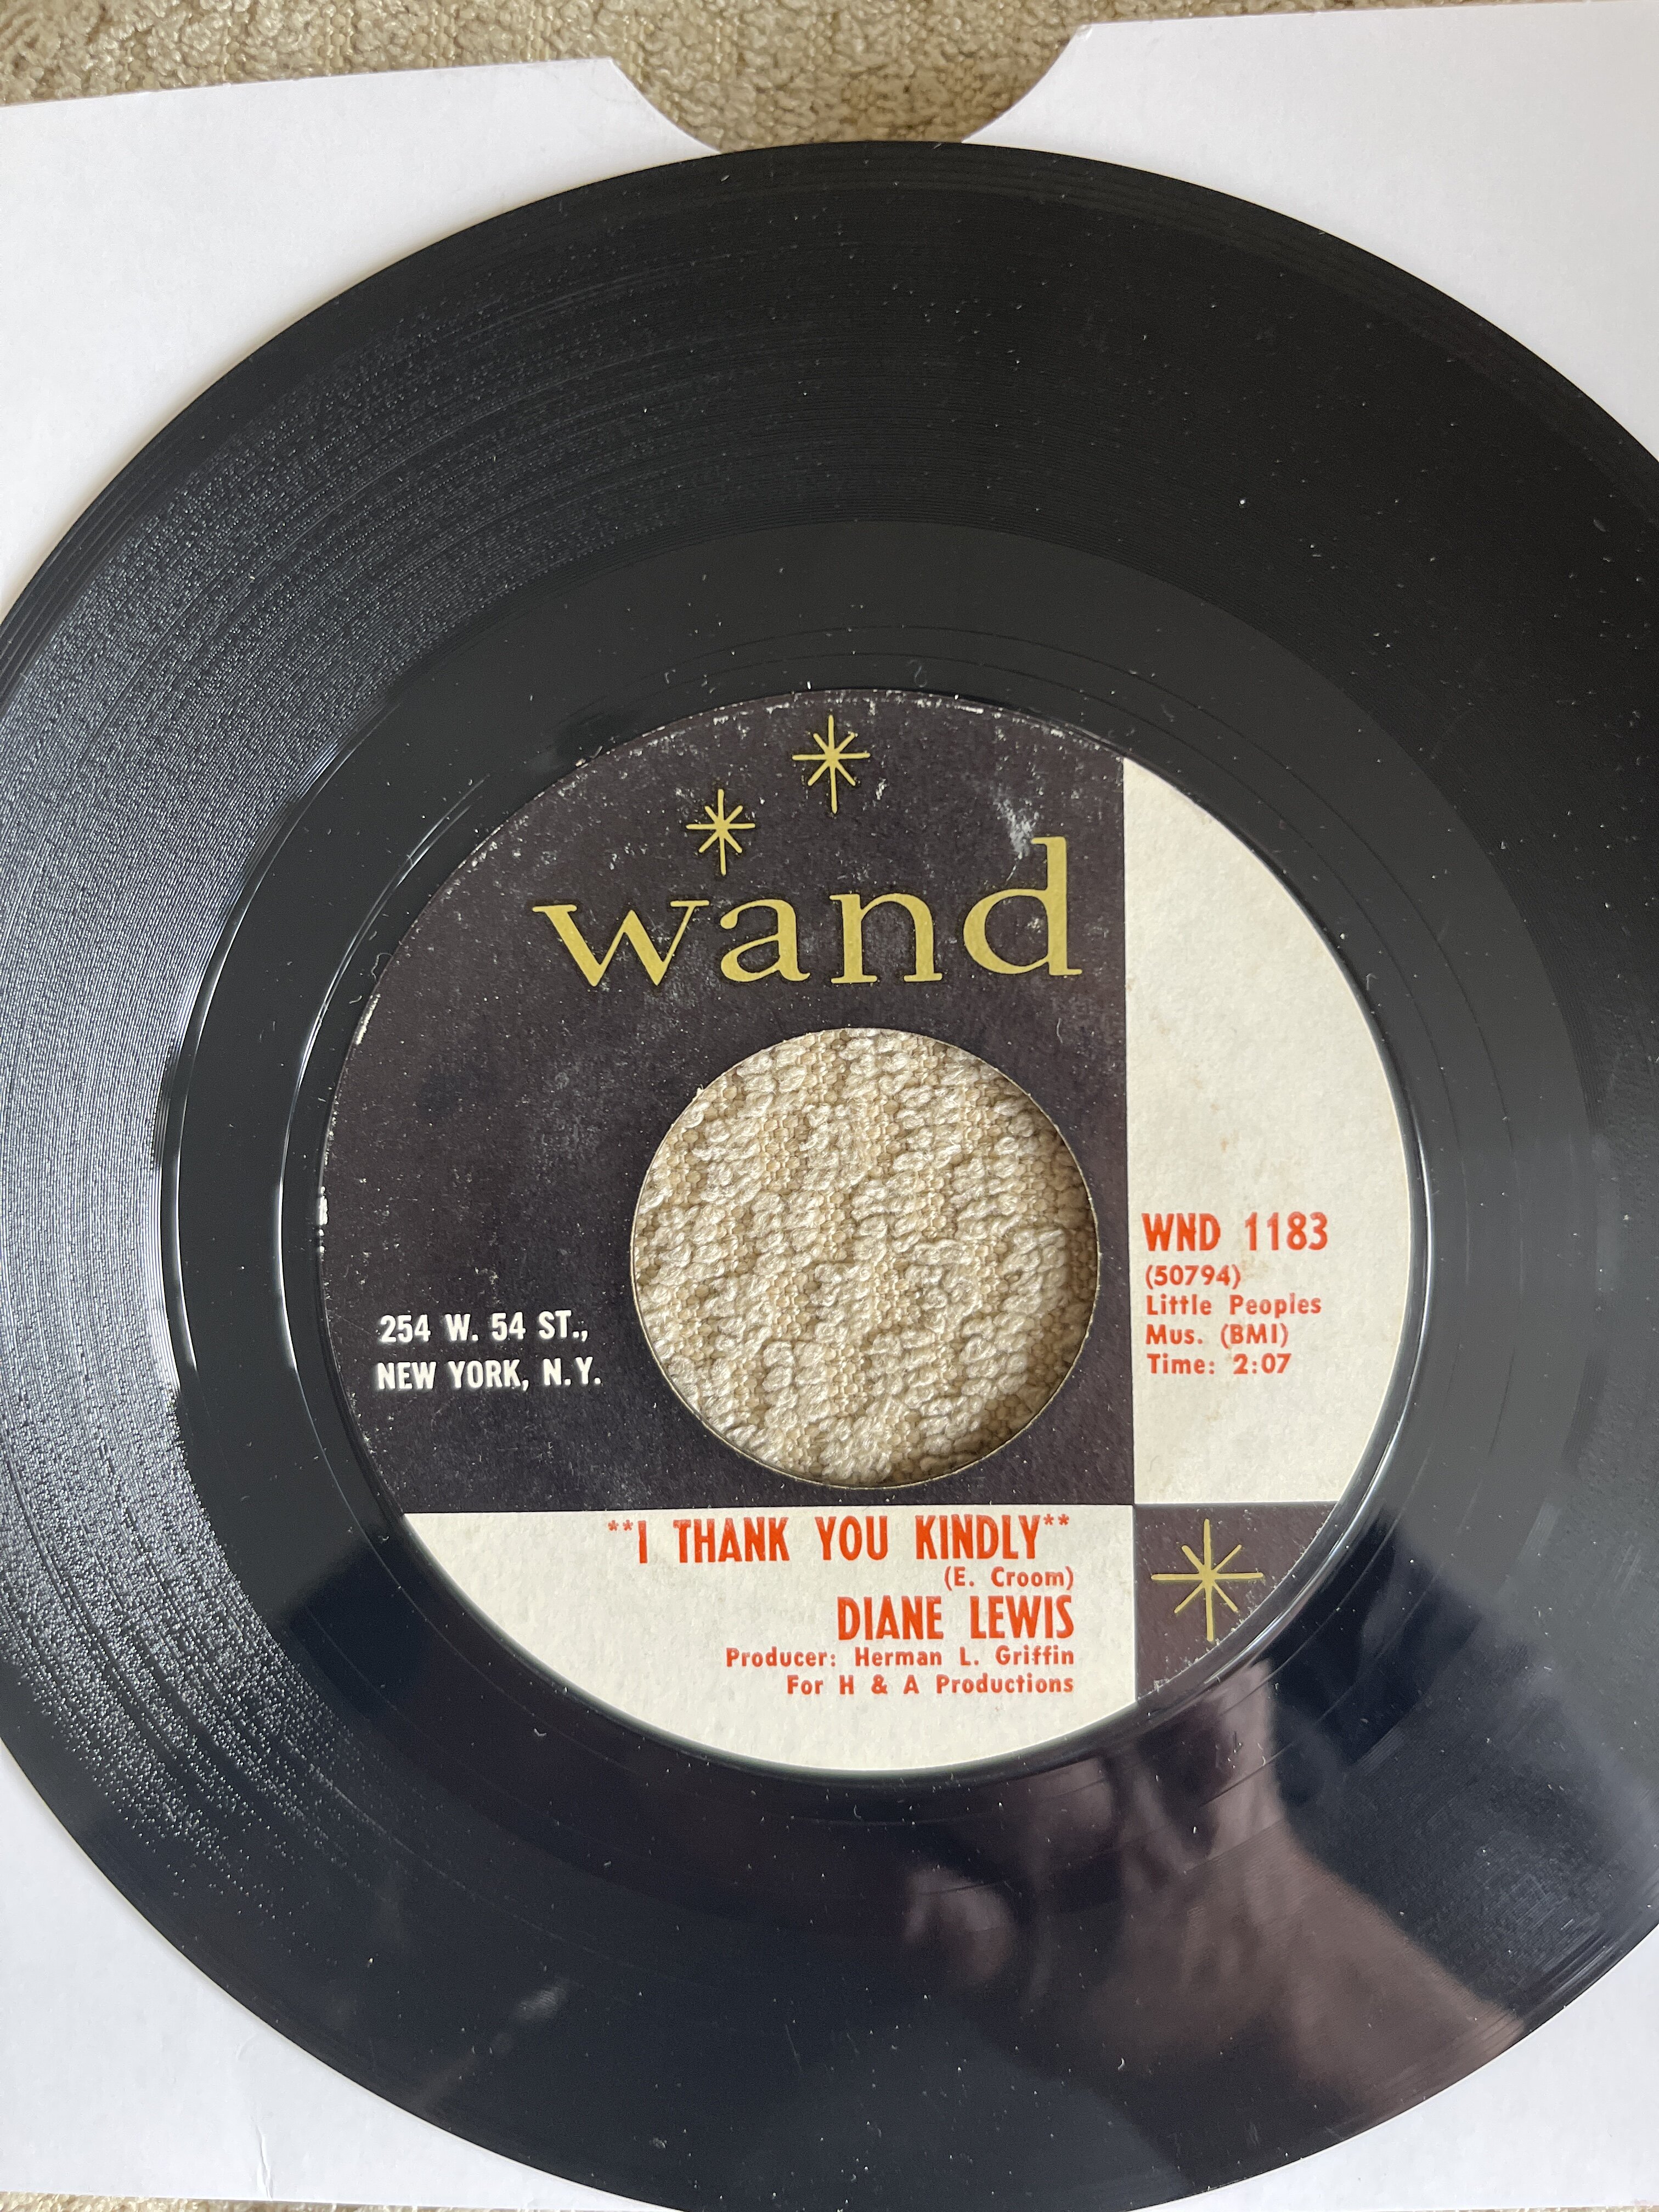 wand
254 W. 54 ST.,
NEW YORK, N.Y.
WND 1183
(50794)
Little Peoples
Mus. (BMI)
Time: 2:07
**I THANK YOU KINDLY**
(E. Croom)
DIANE LEWIS
Producer: Herman L. Griffin
For H & A Productions